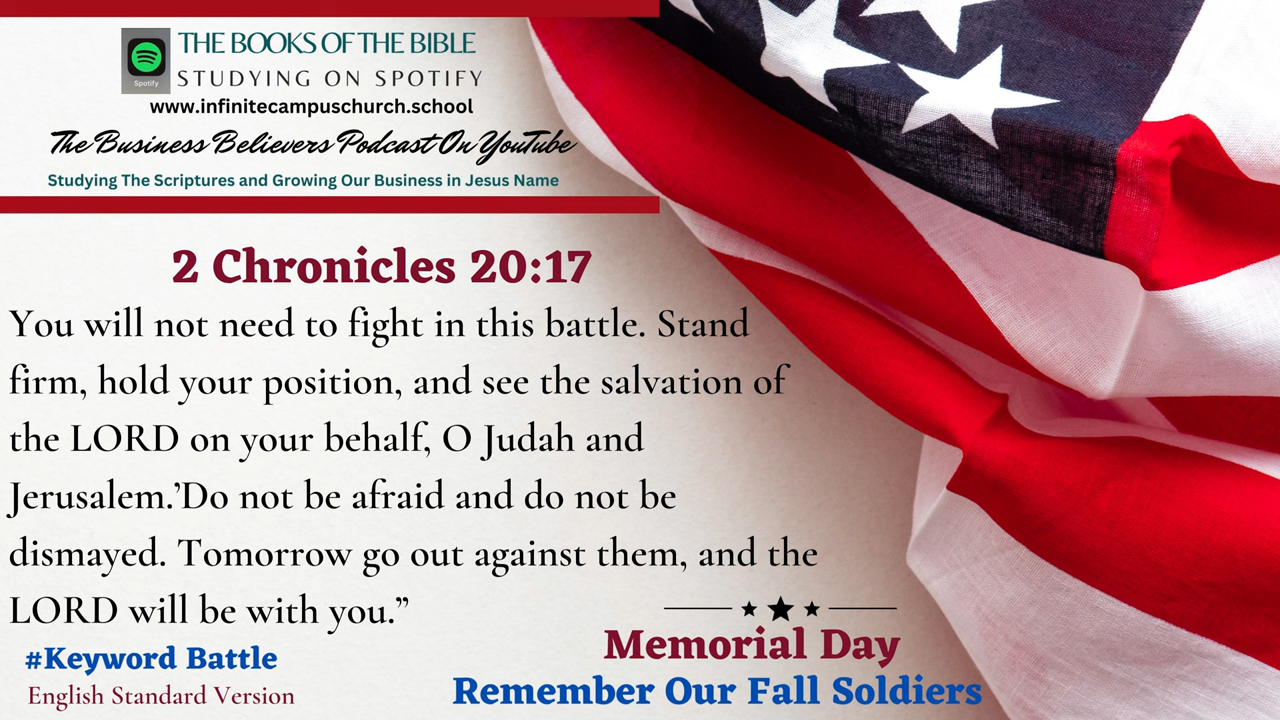 Spotify
THE BOOKS OF THE BIBLE
STUDYING ON SPOTIFY
www.infinitecampuschurch.school
The Business Believers Podcast On YouTube
Studying The Scriptures and Growing Our Business in Jesus Name
2 Chronicles 20:17
You will not need to fight in this battle. Stand
firm, hold your position, and see the salvation of
the LORD on your behalf, O Judah and
Jerusalem.’Do not be afraid and do not be
dismayed. Tomorrow go out against them, and the
LORD will be with you.”
#Keyword Battle
English Standard Version
Memorial Day
Remember Our Fall Soldiers